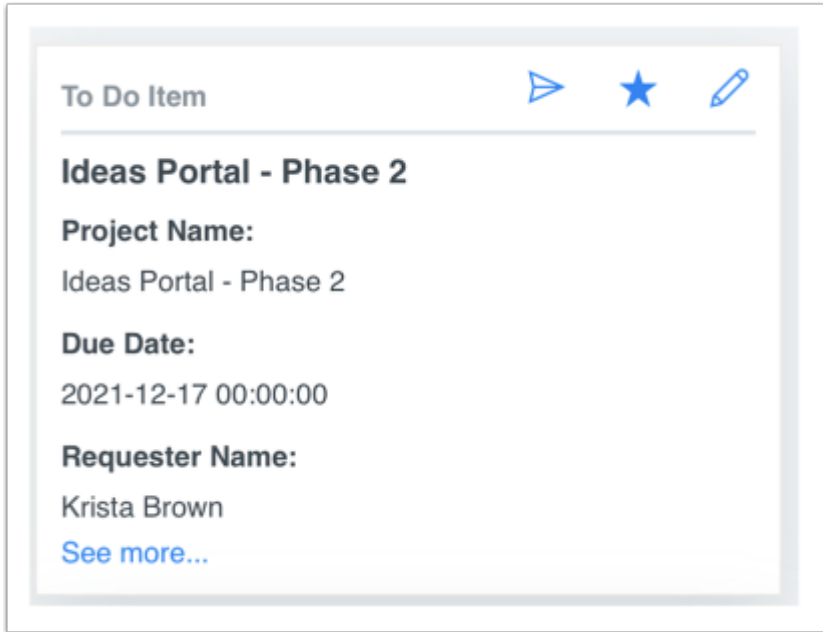 To Do Item
Ideas Portal - Phase 2
Project Name:
Ideas Portal - Phase 2
Due Date:
2021-12-17 00:00:00
Requester Name:
Krista Brown
See more...